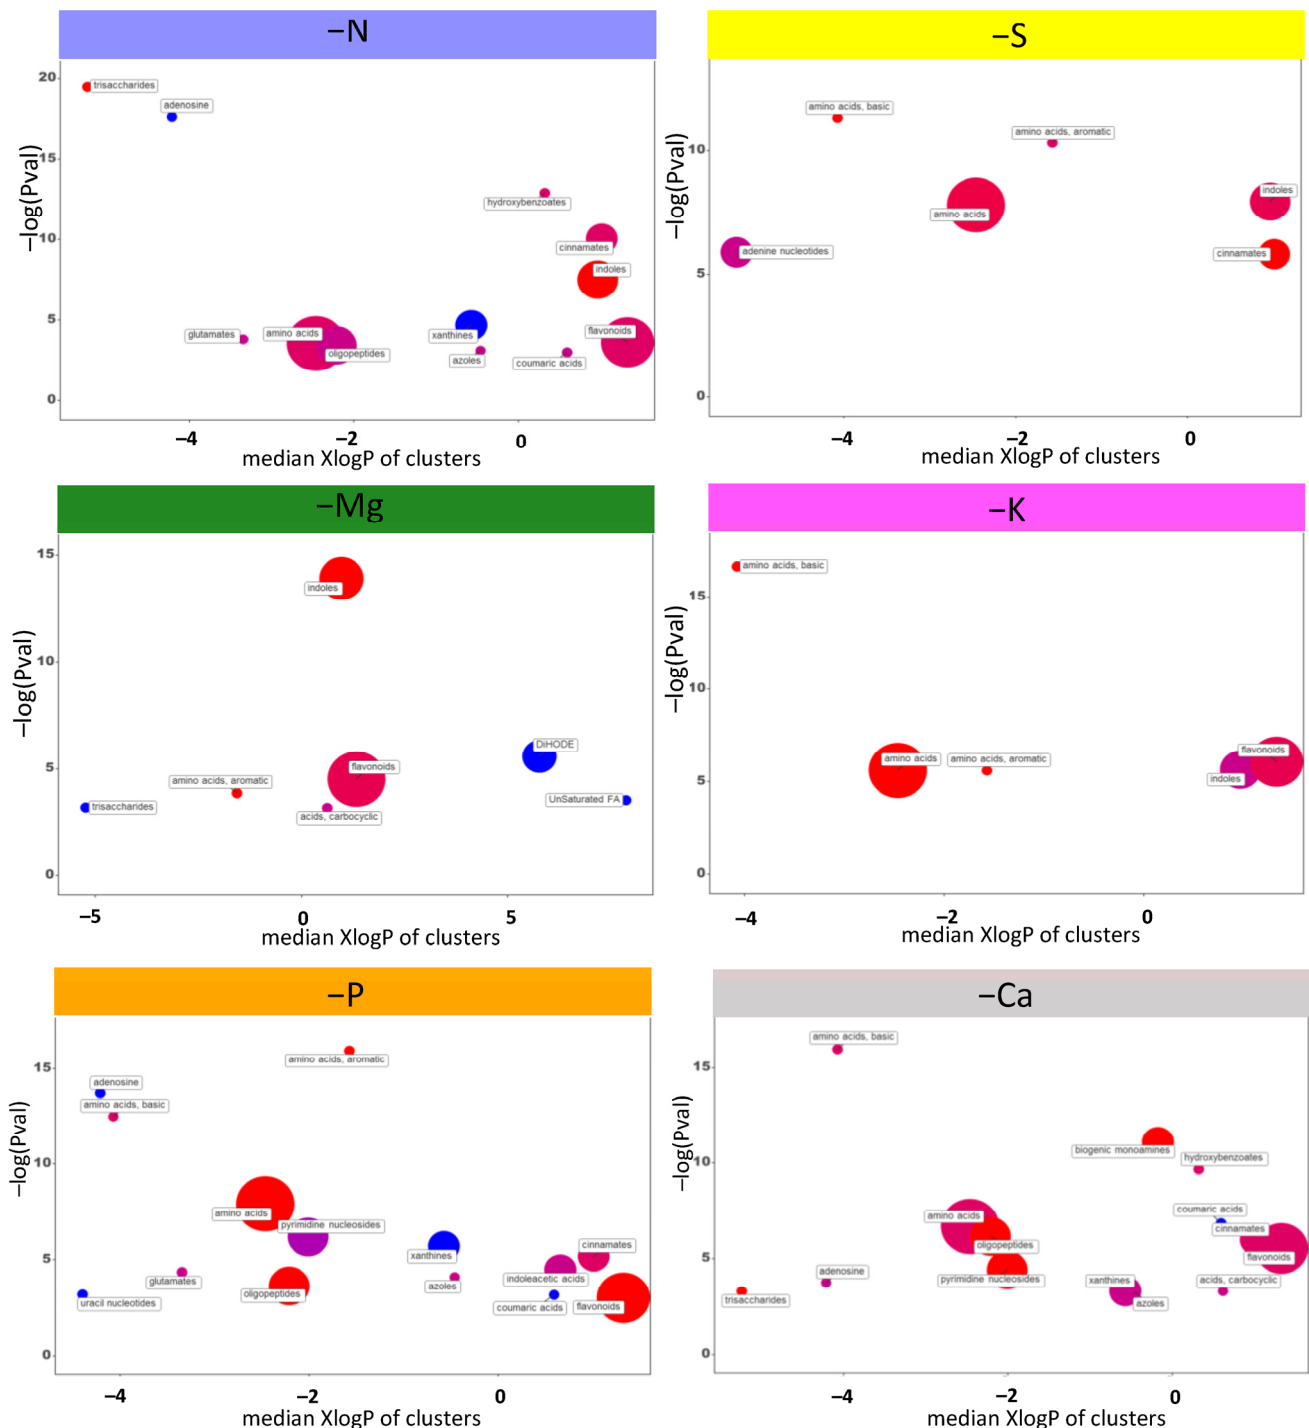 −N
20
trisaccharides
adenosine
15
hydroxybenzoates
10
cinnamates
indoles
5
glutamates
amino acids
oligopeptides
xanthines
azoles
coumaric acids
flavonoids
0
−log(Pval)
−4
−2
0
median XlogP of clusters
−S
amino acids, basic
amino acids, aromatic
10
indoles
amino acids
adenine nucleotides
cinnamates
5
0
−log(Pval)
−4
−2
0
median XlogP of clusters
−Mg
15
indoles
10
DiHODE
5
flavonoids
amino acids, aromatic
UnSaturated FA
trisaccharides
acids, carbocyclic
0
−log(Pval)
−5
0
5
median XlogP of clusters
−K
amino acids, basic
15
10
flavonoids
amino acids
amino acids, aromatic
indoles
5
0
−log(Pval)
−4
−2
0
median XlogP of clusters
−P
amino acids, aromatic
15
adenosine
amino acids, basic
10
amino acids
pyrimidine nucleosides
cinnamates
xanthines
5
glutamates
azoles
indoleacetic acids
oligopeptides
uracil nucleotides
coumaric acids
flavonoids
0
−log(Pval)
−4
−2
0
median XlogP of clusters
−Ca
amino acids, basic
15
biogenic monoamines
hydroxybenzoates
10
coumaric acids
amino acids
cinnamates
oligopeptides
flavonoids
5
adenosine
pyrimidine nucleosides
xanthines
acids, carbocyclic
trisaccharides
azoles
0
−log(Pval)
−4
−2
0
median XlogP of clusters